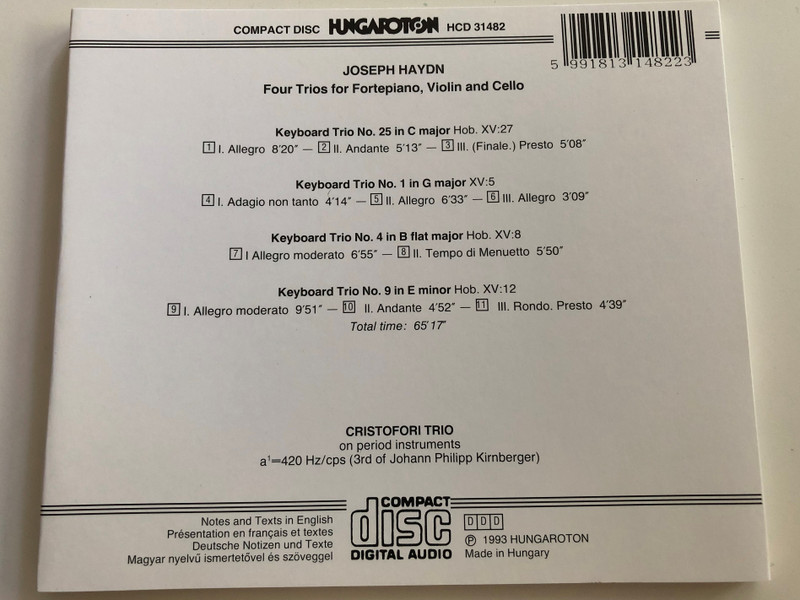 COMPACT DISC HUNGAROTON HCD 31482
5 991813 148223
JOSEPH HAYDN
Four Trios for Fortepiano, Violin and Cello
Keyboard Trio No. 25 in C major Hob. XV:27
1 I. Allegro 8′20″ — 2 II. Andante 5′13″ — 3 III. (Finale.) Presto 5′08″
Keyboard Trio No. 1 in G major XV:5
4 I. Adagio non tanto 4′14″ — 5 II. Allegro 6′33″ — 6 III. Allegro 3′09″
Keyboard Trio No. 4 in B flat major Hob. XV:8
7 I Allegro moderato 6′55″ — 8 II. Tempo di Menuetto 5′50″
Keyboard Trio No. 9 in E minor Hob. XV:12
9 I. Allegro moderato 9′51″ — 10 II. Andante 4′52″ — 11 III. Rondo. Presto 4′39″
Total time: 65′17″
CRISTOFORI TRIO
on period instruments
a¹=420 Hz/cps (3rd of Johann Philipp Kirnberger)
Notes and Texts in English
Présentation en français et textes
Deutsche Notizen und Texte
Magyar nyelvű ismertetővel és szöveggel
COMPACT
disc
DIGITAL AUDIO
DDD
℗ 1993 HUNGAROTON
Made in Hungary